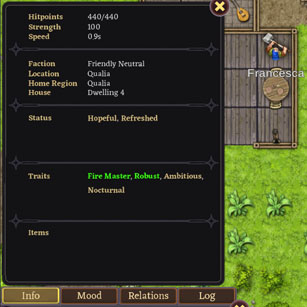 Hitpoints 440/440
Strength 100
Speed 0.9s
Faction Friendly Neutral
Location Qualia
Home Region Qualia
House Dwelling 4
Status Hopeful, Refreshed
Traits Fire Master, Robust, Ambitious,
Nocturnal
Items
Francesca
Info Mood Relations Log